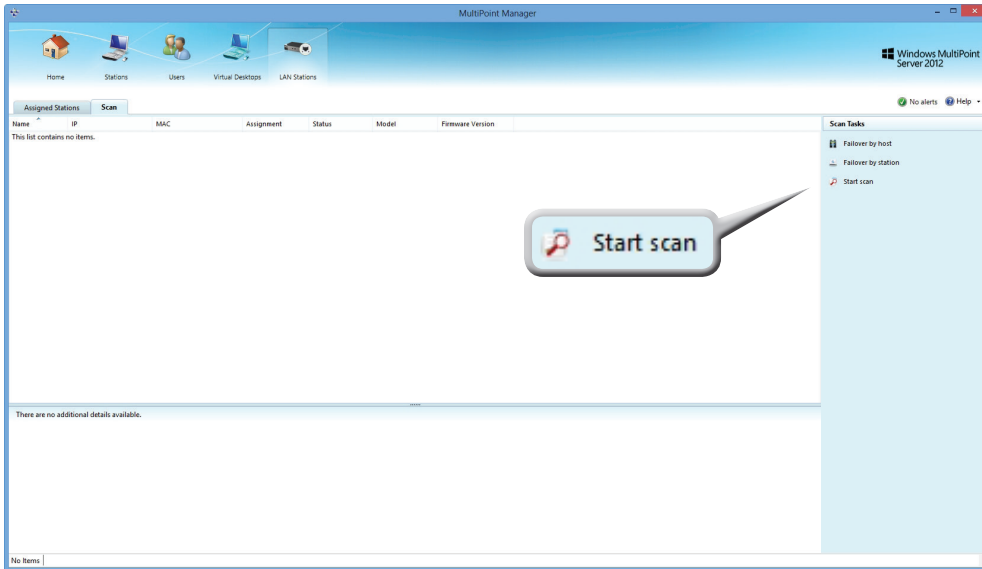 MultiPoint Manager
Home
Stations
Users
Virtual Desktops
LAN Stations
Windows MultiPoint
Server 2012
Assigned Stations
Scan
No alerts
Help
Name
IP
MAC
Assignment
Status
Model
Firmware Version
This list contains no items.
Scan Tasks
Failover by host
Failover by station
Start scan
Start scan
There are no additional details available.
No Items